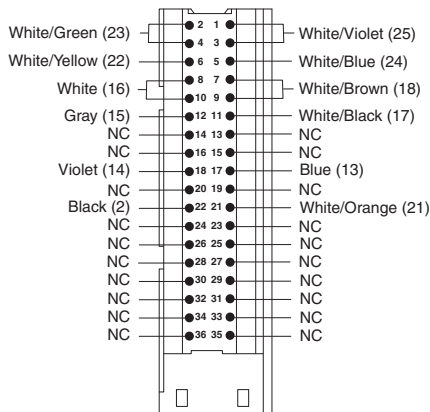 2 1
White/Green (23) White/Violet (25)
4 3
White/Yellow (22) 6 5 White/Blue (24)
8 7
White (16) White/Brown (18)
10 9
Gray (15) 12 11 White/Black (17)
NC 14 13 NC
NC 16 15 NC
Violet (14) 18 17 Blue (13)
NC 20 19 NC
Black (2) 22 21 White/Orange (21)
NC 24 23 NC
NC 26 25 NC
NC 28 27 NC
NC 30 29 NC
NC 32 31 NC
NC 34 33 NC
NC 36 35 NC